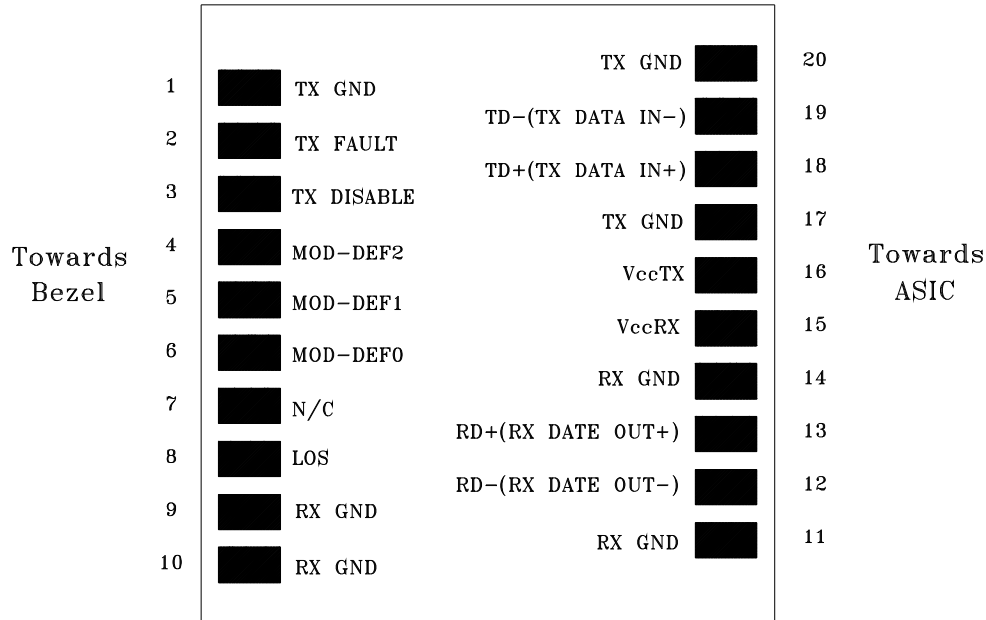 Towards
Bezel
1 TX GND
2 TX FAULT
3 TX DISABLE
4 MOD-DEF2
5 MOD-DEF1
6 MOD-DEF0
7 N/C
8 LOS
9 RX GND
10 RX GND
TX GND 20
TD-(TX DATA IN-) 19
TD+(TX DATA IN+) 18
TX GND 17
VccTX 16
VccRX 15
RX GND 14
RD+(RX DATE OUT+) 13
RD-(RX DATE OUT-) 12
RX GND 11
Towards
ASIC